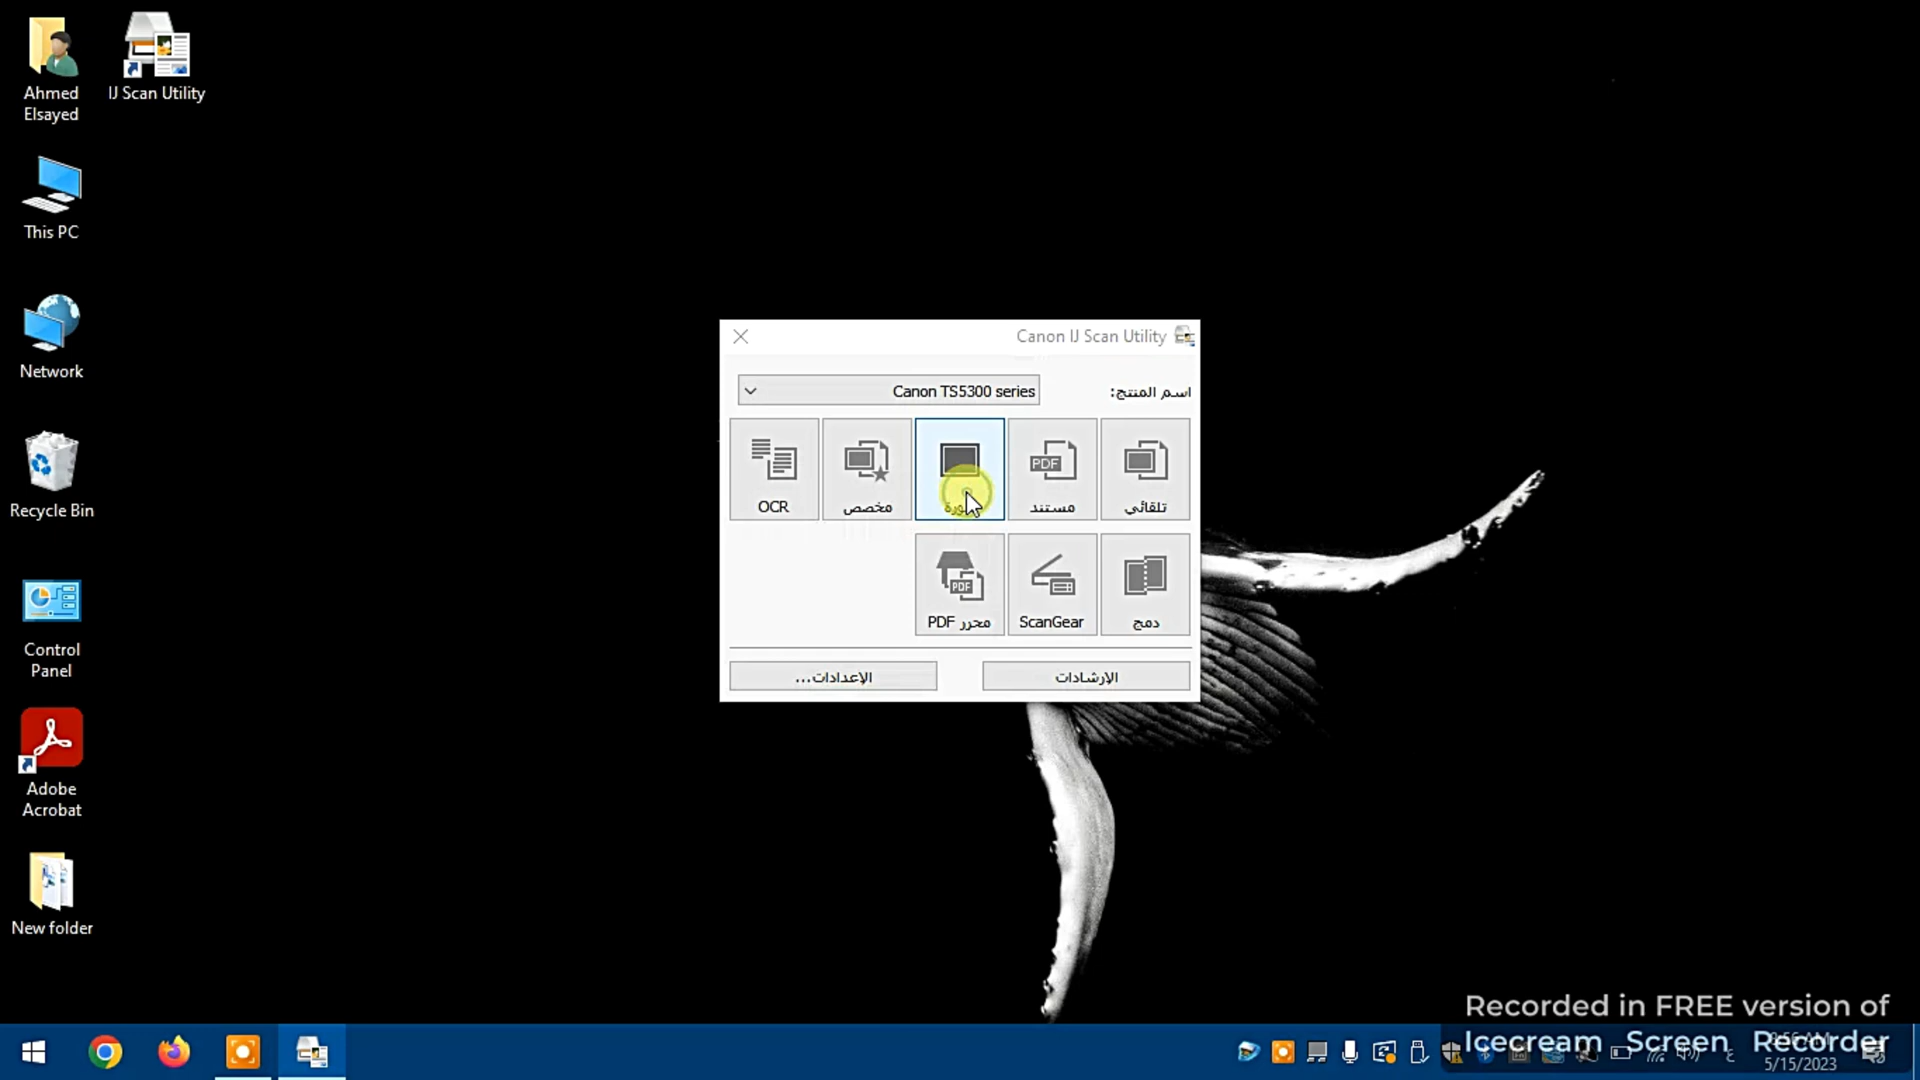 Ahmed
Elsayed
IJ Scan Utility
This PC
Network
Recycle Bin
Control
Panel
Adobe
Acrobat
New folder
Canon IJ Scan Utility
اسم المنتج:
Canon TS5300 series
تلقائي
PDF
مستند
مخصص
OCR
دمج
ScanGear
PDF
محرر PDF
الإرشادات
الإعدادات...
Recorded in FREE version of
Icecream Screen Recorder
5/15/2023